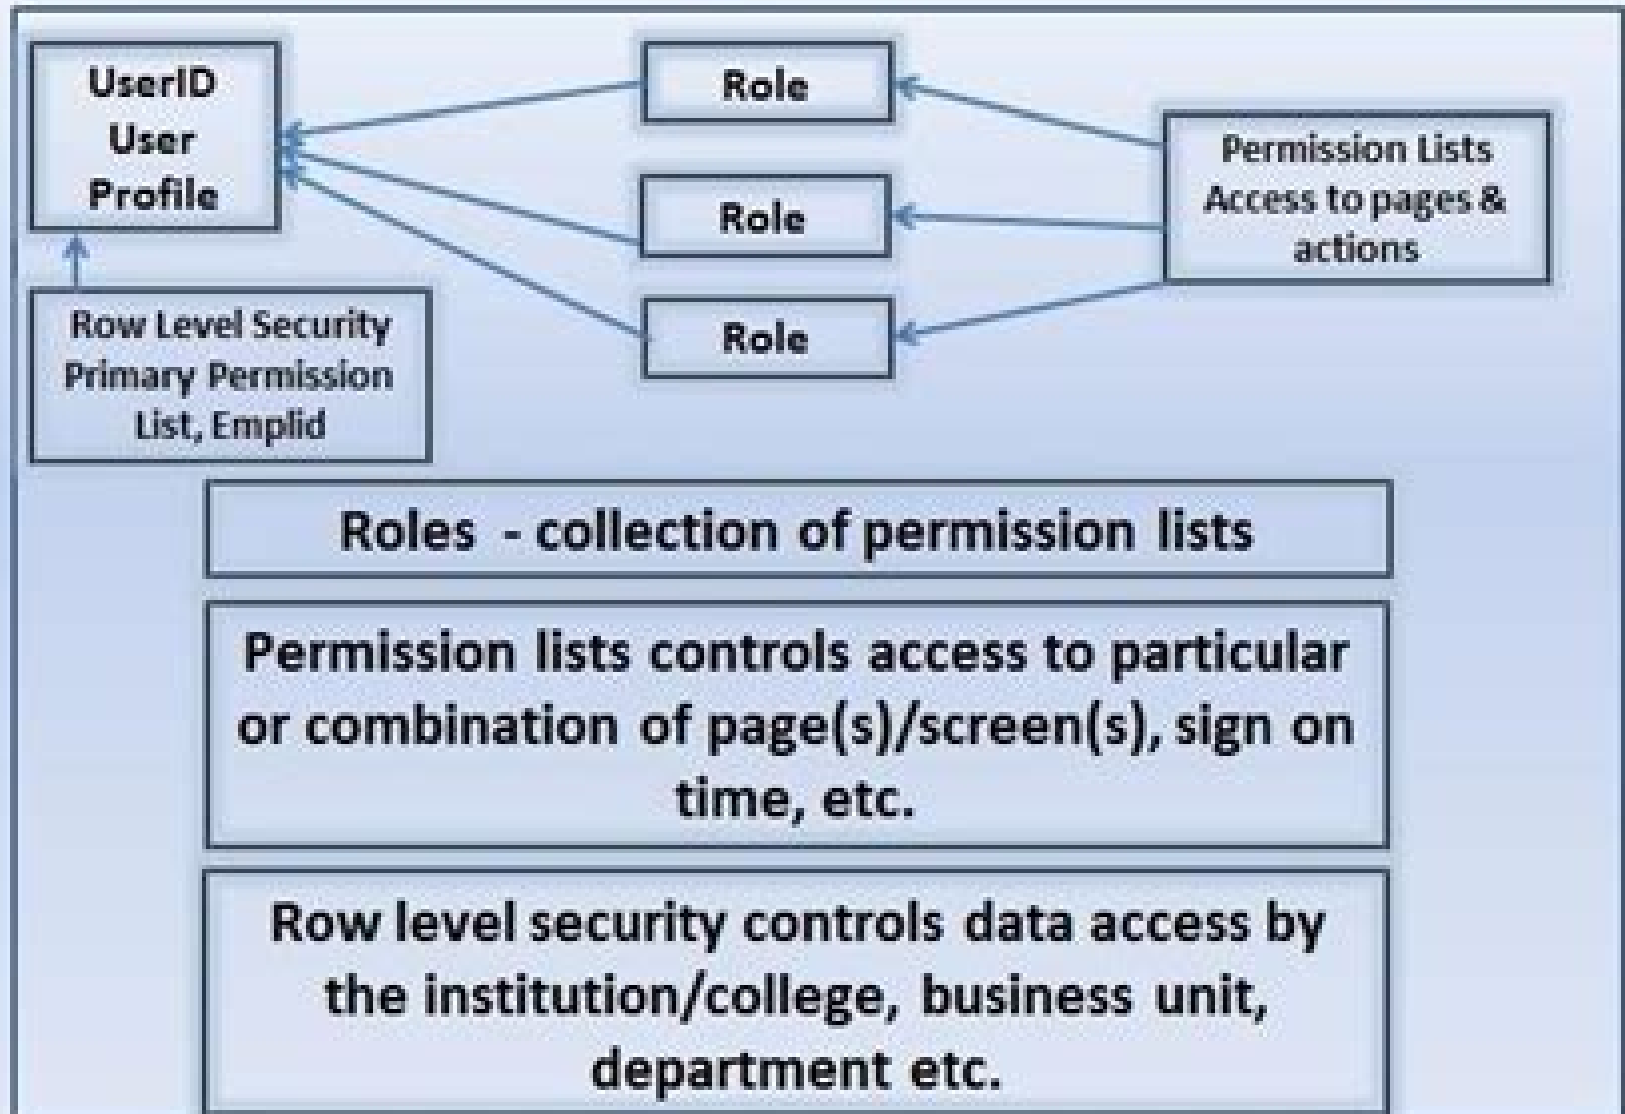 UserID
User
Profile
Role
Role
Role
Permission Lists
Access to pages &
actions
Row Level Security
Primary Permission
List, Emplid
Roles - collection of permission lists
Permission lists controls access to particular
or combination of page(s)/screen(s), sign on
time, etc.
Row level security controls data access by
the institution/college, business unit,
department etc.